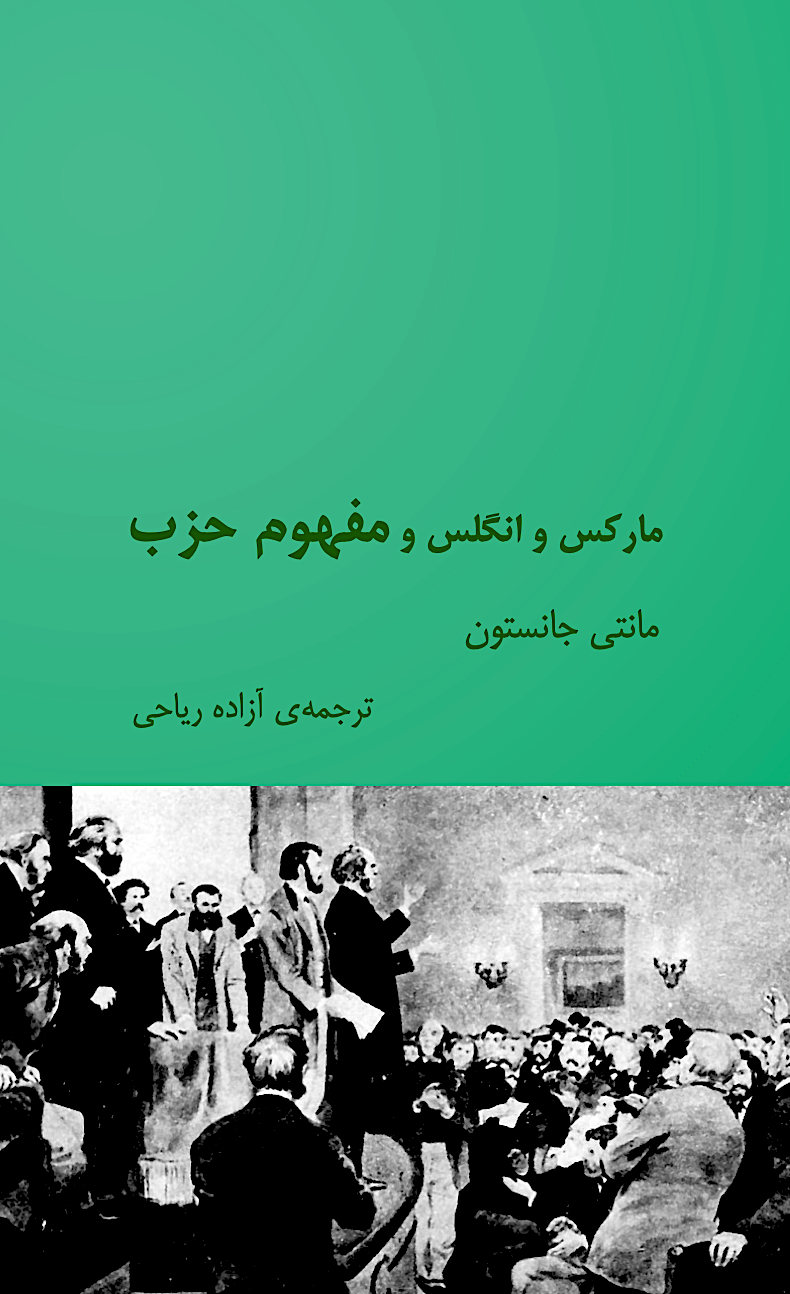 مارکس و انگلس و مفهوم حزب
مانتی جانستون
ترجمه‌ی آزاده ریاحی